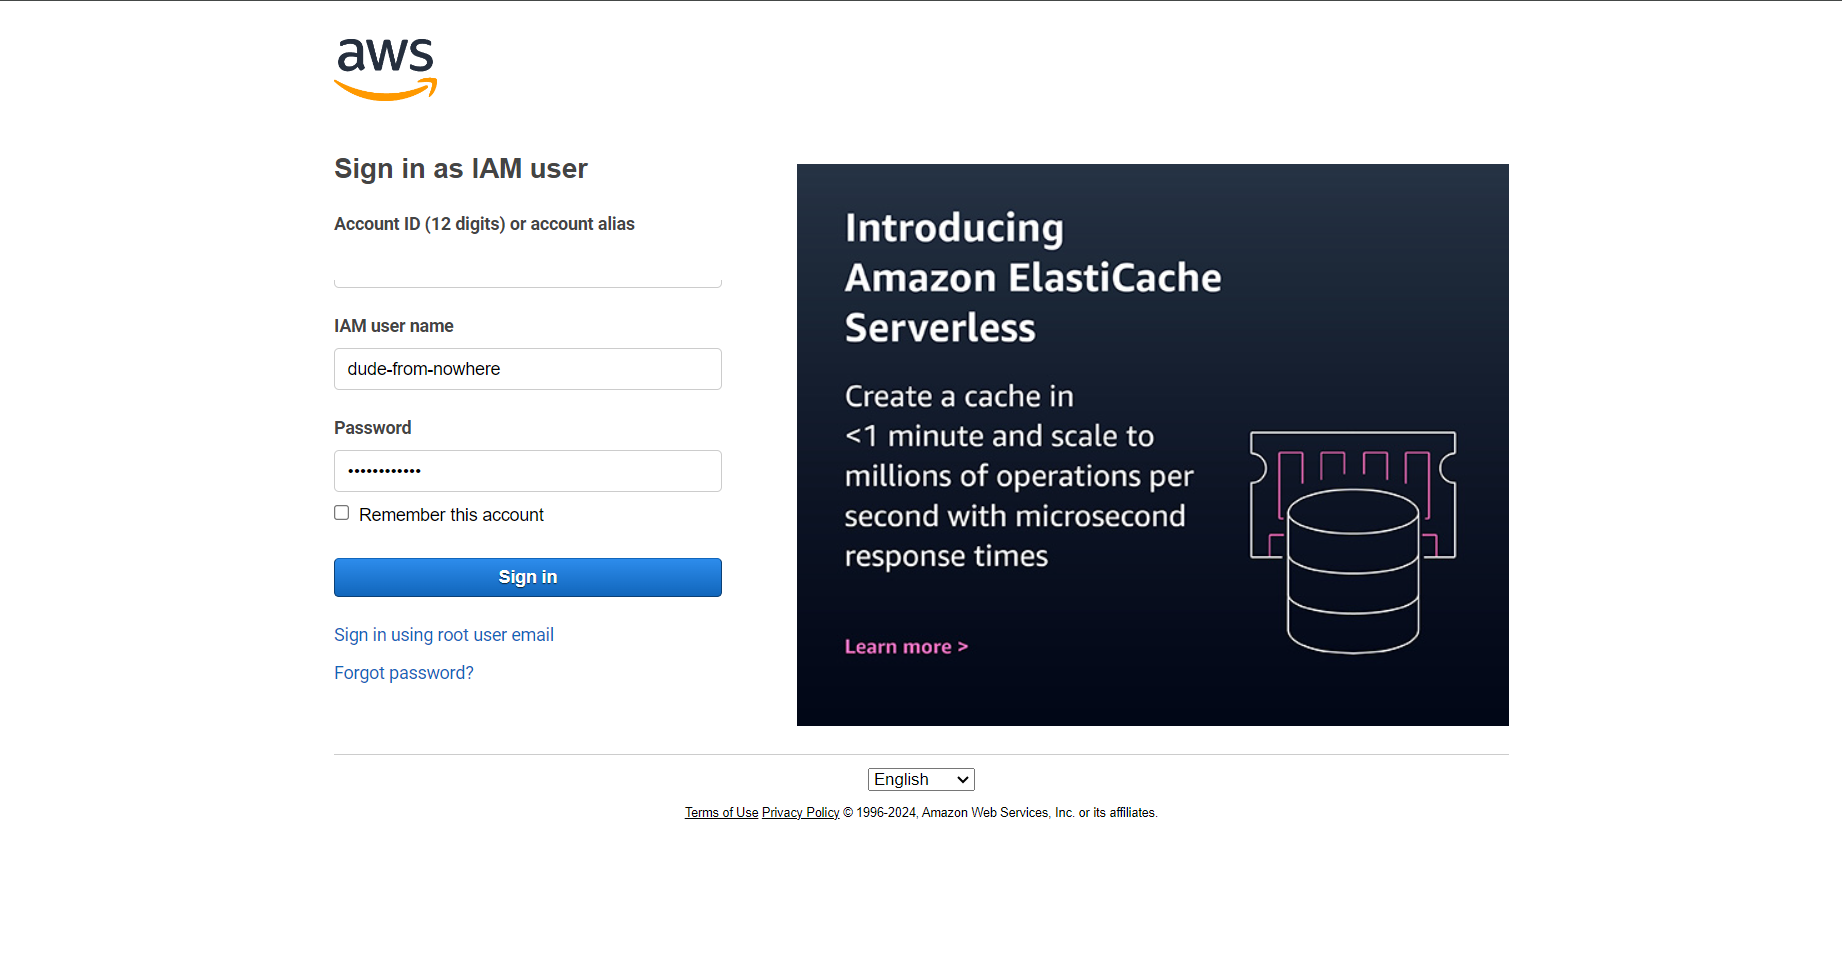 aws
Sign in as IAM user
Account ID (12 digits) or account alias
IAM user name
dude-from-nowhere
Password
••••••••••••
Remember this account
Sign in
Sign in using root user email
Forgot password?
Introducing
Amazon ElastiCache
Serverless
Create a cache in
<1 minute and scale to
millions of operations per
second with microsecond
response times
Learn more >
English
Terms of Use Privacy Policy © 1996-2024, Amazon Web Services, Inc. or its affiliates.